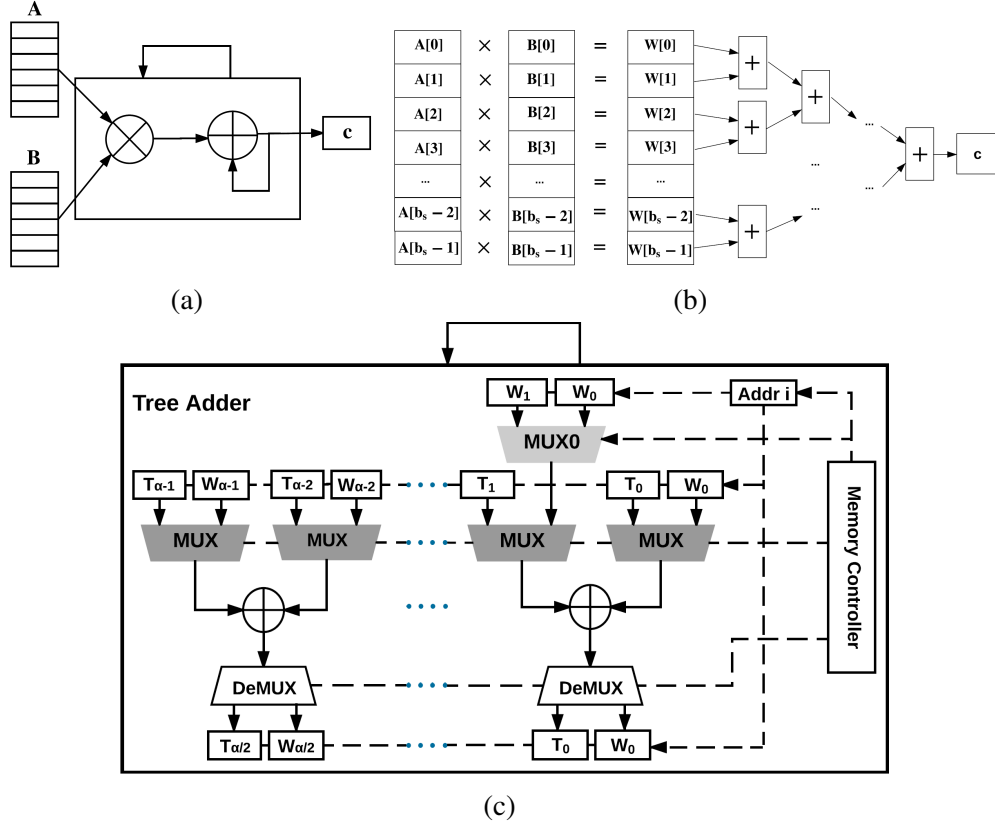 A
B
c
(a)
A[0] × B[0] = W[0]
A[1] × B[1] = W[1]
A[2] × B[2] = W[2]
A[3] × B[3] = W[3]
... × ... = ...
A[bₛ − 2] × B[bₛ − 2] = W[bₛ − 2]
A[bₛ − 1] × B[bₛ − 1] = W[bₛ − 1]
+
+
+
+
+
...
...
...
...
c
(b)
Tree Adder
W₁ W₀ Addr i
MUX0
Tα-1 Wα-1 Tα-2 Wα-2 T₁ T₀ W₀
MUX MUX MUX MUX
Memory Controller
DeMUX DeMUX
Tα/2 Wα/2 T₀ W₀
(c)